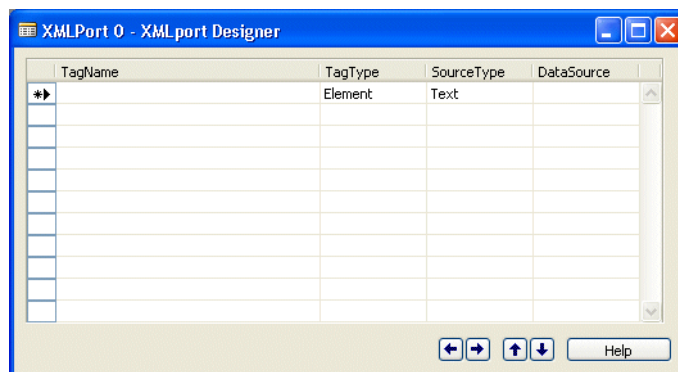 XMLPort 0 - XMLport Designer
TagName TagType SourceType DataSource
Element Text
Help